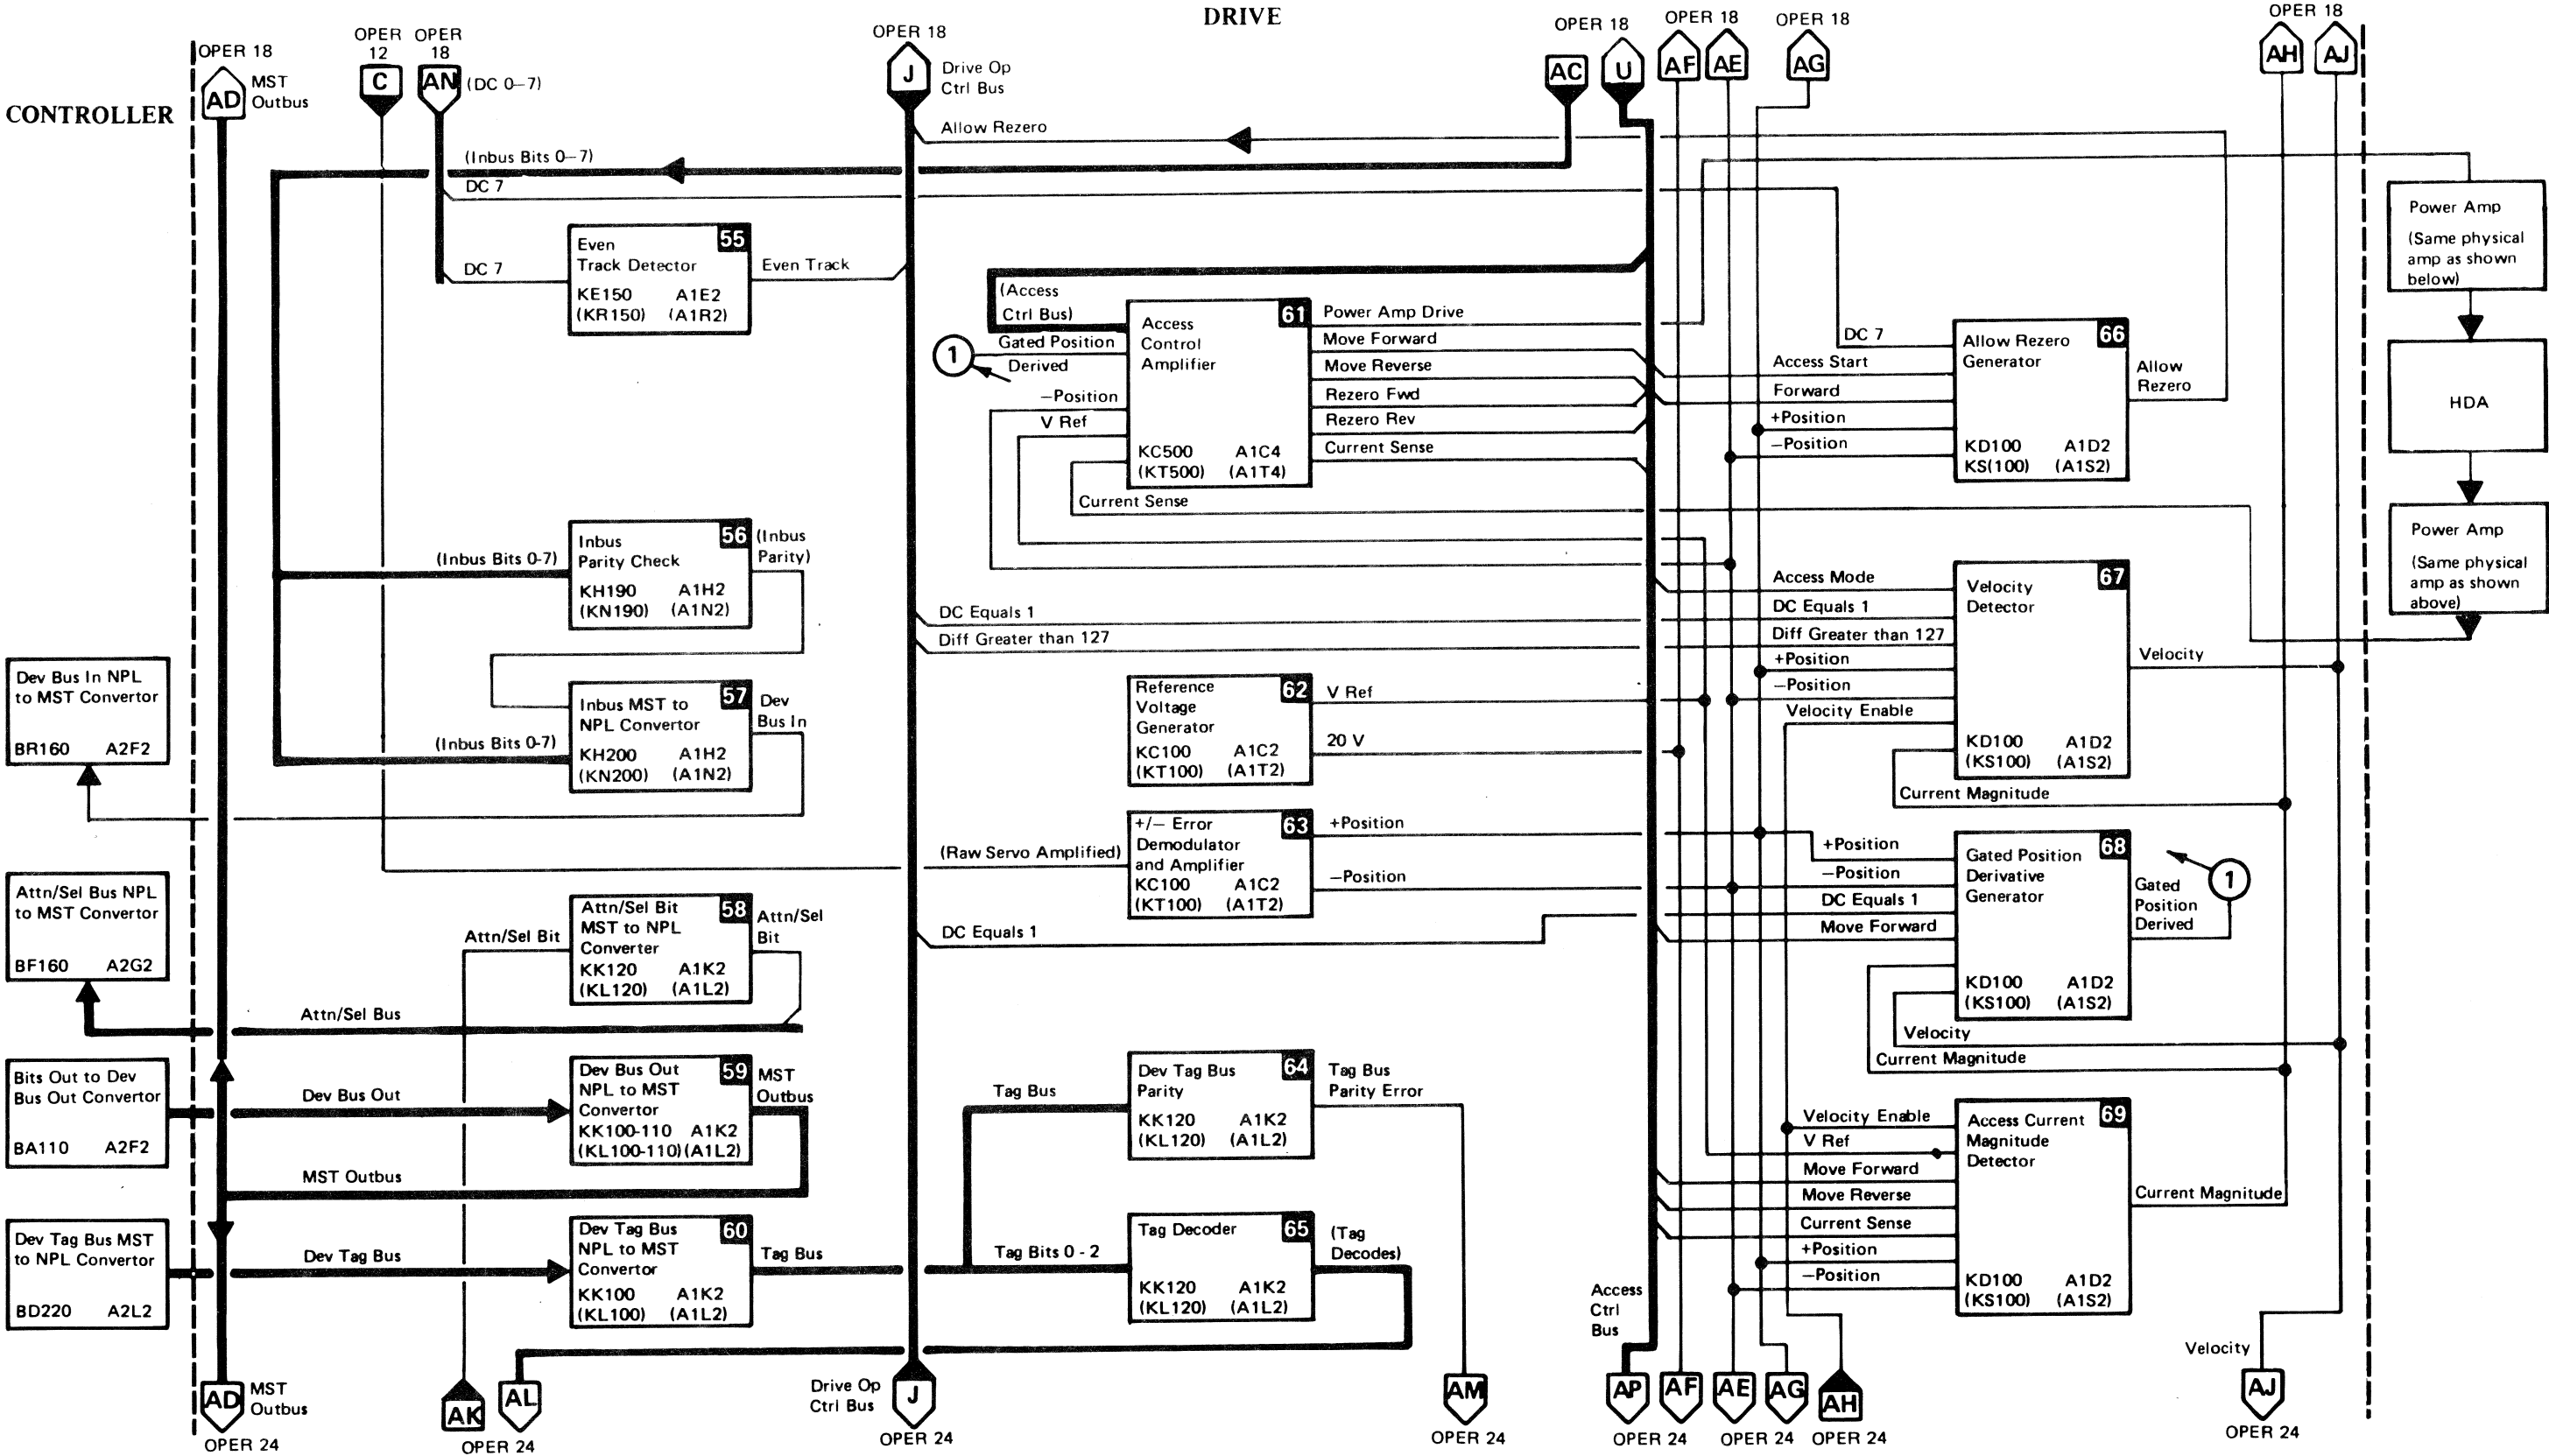 DRIVE
CONTROLLER
OPER 18
AD
MST
Outbus
OPER
12
C
OPER
18
AN
(DC 0–7)
OPER 18
J
Drive Op
Ctrl Bus
OPER 18
AC
U
OPER 18
AF
AE
OPER 18
AG
OPER 18
AH
AJ
Allow Rezero
(Inbus Bits 0–7)
DC 7
55
Even
Track Detector
KE150 A1E2
(KR150) (A1R2)
DC 7
Even Track
56
Inbus
Parity Check
KH190 A1H2
(KN190) (A1N2)
(Inbus Bits 0-7)
(Inbus
Parity)
57
Inbus MST to
NPL Convertor
KH200 A1H2
(KN200) (A1N2)
(Inbus Bits 0-7)
Dev
Bus In
Dev Bus In NPL
to MST Convertor
BR160 A2F2
Attn/Sel Bus NPL
to MST Convertor
BF160 A2G2
58
Attn/Sel Bit
MST to NPL
Converter
KK120 A1K2
(KL120) (A1L2)
Attn/Sel Bit
Attn/Sel
Bit
Attn/Sel Bus
Bits Out to Dev
Bus Out Convertor
BA110 A2F2
Dev Bus Out
59
Dev Bus Out
NPL to MST
Convertor
KK100-110 A1K2
(KL100-110) (A1L2)
MST
Outbus
MST Outbus
Dev Tag Bus MST
to NPL Convertor
BD220 A2L2
Dev Tag Bus
60
Dev Tag Bus
NPL to MST
Convertor
KK100 A1K2
(KL100) (A1L2)
Tag Bus
(Access
Ctrl Bus)
1
Gated Position
Derived
–Position
V Ref
61
Access
Control
Amplifier
KC500 A1C4
(KT500) (A1T4)
Power Amp Drive
Move Forward
Move Reverse
Rezero Fwd
Rezero Rev
Current Sense
Current Sense
DC Equals 1
Diff Greater than 127
62
Reference
Voltage
Generator
KC100 A1C2
(KT100) (A1T2)
V Ref
20 V
63
+/– Error
Demodulator
and Amplifier
KC100 A1C2
(KT100) (A1T2)
(Raw Servo Amplified)
+Position
–Position
DC Equals 1
64
Dev Tag Bus
Parity
KK120 A1K2
(KL120) (A1L2)
Tag Bus
Tag Bus
Parity Error
65
Tag Decoder
KK120 A1K2
(KL120) (A1L2)
Tag Bits 0 - 2
(Tag
Decodes)
66
Allow Rezero
Generator
KD100 A1D2
KS(100) (A1S2)
DC 7
Access Start
Forward
+Position
–Position
Allow
Rezero
67
Velocity
Detector
KD100 A1D2
(KS100) (A1S2)
Access Mode
DC Equals 1
Diff Greater than 127
+Position
–Position
Velocity Enable
Current Magnitude
Velocity
68
Gated Position
Derivative
Generator
KD100 A1D2
(KS100) (A1S2)
+Position
–Position
DC Equals 1
Move Forward
Velocity
Current Magnitude
Gated
Position
Derived
1
69
Access Current
Magnitude
Detector
KD100 A1D2
(KS100) (A1S2)
Velocity Enable
V Ref
Move Forward
Move Reverse
Current Sense
+Position
–Position
Current Magnitude
Power Amp
(Same physical
amp as shown
below)
HDA
Power Amp
(Same physical
amp as shown
above)
AD
MST
Outbus
OPER 24
AK
AL
OPER 24
Drive Op
Ctrl Bus
J
OPER 24
AM
OPER 24
Access
Ctrl
Bus
AP
OPER 24
AF
AE
OPER 24
AG
AH
OPER 24
Velocity
AJ
OPER 24